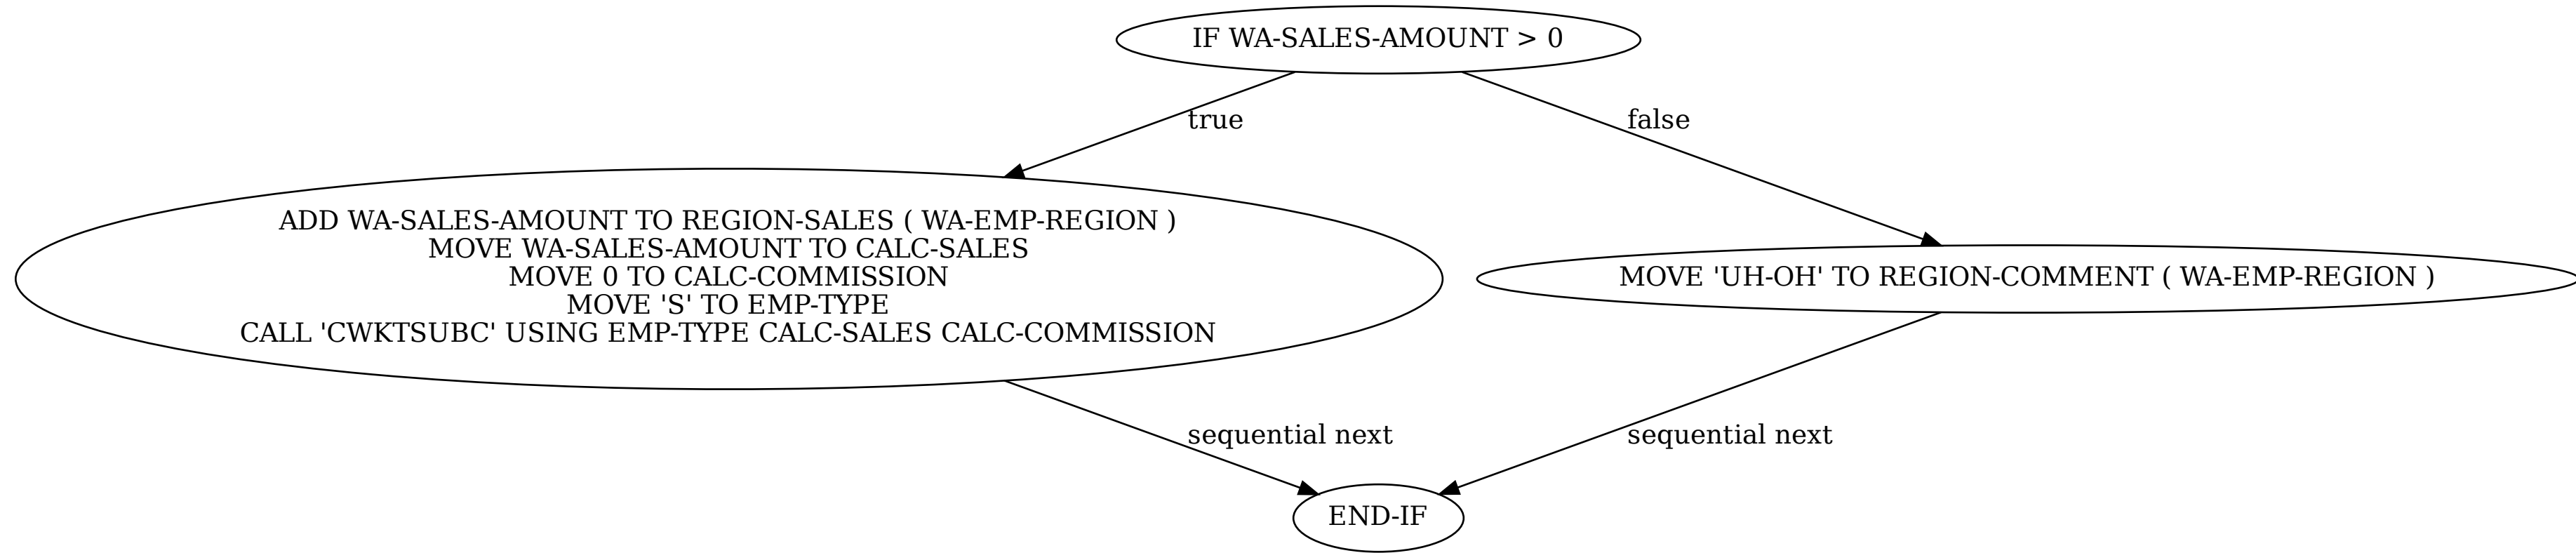 IF WA-SALES-AMOUNT > 0
true
false
ADD WA-SALES-AMOUNT TO REGION-SALES ( WA-EMP-REGION )
MOVE WA-SALES-AMOUNT TO CALC-SALES
MOVE 0 TO CALC-COMMISSION
MOVE 'S' TO EMP-TYPE
CALL 'CWKTSUBC' USING EMP-TYPE CALC-SALES CALC-COMMISSION
MOVE 'UH-OH' TO REGION-COMMENT ( WA-EMP-REGION )
sequential next
sequential next
END-IF